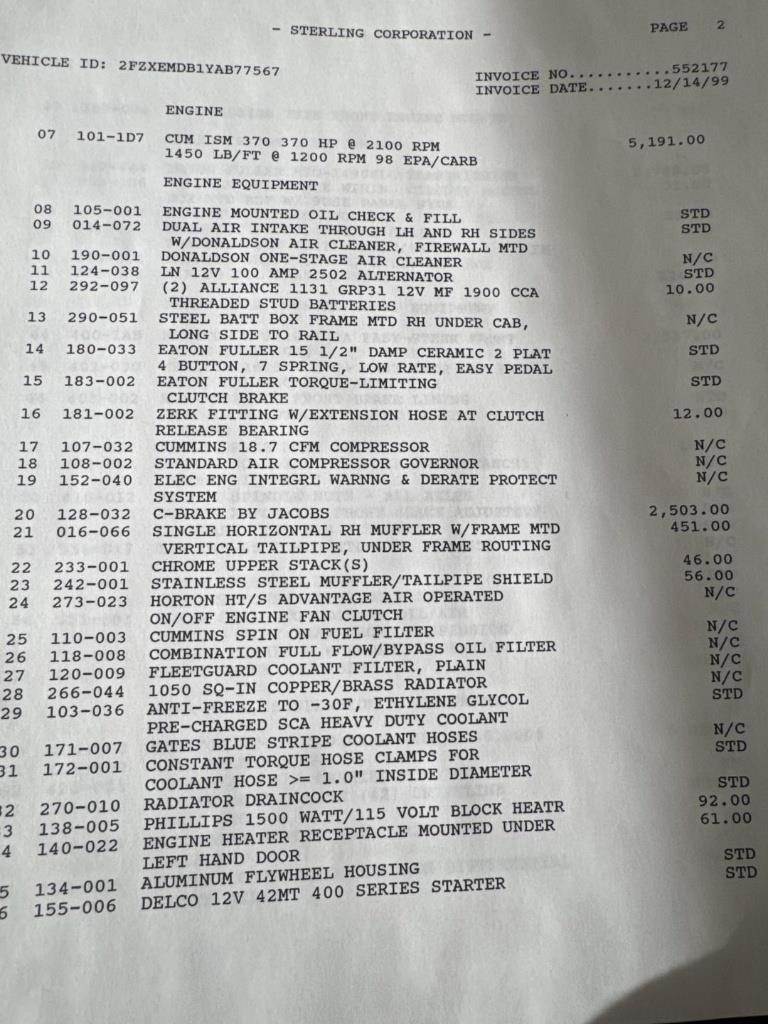 - STERLING CORPORATION - PAGE 2
VEHICLE ID: 2FZXEMDB1YAB77567
INVOICE NO...........552177
INVOICE DATE.......12/14/99
ENGINE
07 101-1D7 CUM ISM 370 370 HP @ 2100 RPM 5,191.00
1450 LB/FT @ 1200 RPM 98 EPA/CARB
ENGINE EQUIPMENT
08 105-001 ENGINE MOUNTED OIL CHECK & FILL STD
09 014-072 DUAL AIR INTAKE THROUGH LH AND RH SIDES STD
W/DONALDSON AIR CLEANER, FIREWALL MTD
10 190-001 DONALDSON ONE-STAGE AIR CLEANER N/C
11 124-038 LN 12V 100 AMP 2502 ALTERNATOR STD
12 292-097 (2) ALLIANCE 1131 GRP31 12V MF 1900 CCA 10.00
THREADED STUD BATTERIES
13 290-051 STEEL BATT BOX FRAME MTD RH UNDER CAB, N/C
LONG SIDE TO RAIL
14 180-033 EATON FULLER 15 1/2" DAMP CERAMIC 2 PLAT STD
4 BUTTON, 7 SPRING, LOW RATE, EASY PEDAL
15 183-002 EATON FULLER TORQUE-LIMITING STD
CLUTCH BRAKE
16 181-002 ZERK FITTING W/EXTENSION HOSE AT CLUTCH 12.00
RELEASE BEARING
17 107-032 CUMMINS 18.7 CFM COMPRESSOR N/C
18 108-002 STANDARD AIR COMPRESSOR GOVERNOR N/C
19 152-040 ELEC ENG INTEGRL WARNNG & DERATE PROTECT N/C
SYSTEM
20 128-032 C-BRAKE BY JACOBS 2,503.00
21 016-066 SINGLE HORIZONTAL RH MUFFLER W/FRAME MTD 451.00
VERTICAL TAILPIPE, UNDER FRAME ROUTING
22 233-001 CHROME UPPER STACK(S) 46.00
23 242-001 STAINLESS STEEL MUFFLER/TAILPIPE SHIELD 56.00
24 273-023 HORTON HT/S ADVANTAGE AIR OPERATED N/C
ON/OFF ENGINE FAN CLUTCH
25 110-003 CUMMINS SPIN ON FUEL FILTER N/C
26 118-008 COMBINATION FULL FLOW/BYPASS OIL FILTER N/C
27 120-009 FLEETGUARD COOLANT FILTER, PLAIN N/C
28 266-044 1050 SQ-IN COPPER/BRASS RADIATOR N/C
29 103-036 ANTI-FREEZE TO -30F, ETHYLENE GLYCOL STD
PRE-CHARGED SCA HEAVY DUTY COOLANT
30 171-007 GATES BLUE STRIPE COOLANT HOSES N/C
31 172-001 CONSTANT TORQUE HOSE CLAMPS FOR STD
COOLANT HOSE >= 1.0" INSIDE DIAMETER
32 270-010 RADIATOR DRAINCOCK STD
3 138-005 PHILLIPS 1500 WATT/115 VOLT BLOCK HEATR 92.00
4 140-022 ENGINE HEATER RECEPTACLE MOUNTED UNDER 61.00
LEFT HAND DOOR
5 134-001 ALUMINUM FLYWHEEL HOUSING STD
6 155-006 DELCO 12V 42MT 400 SERIES STARTER STD